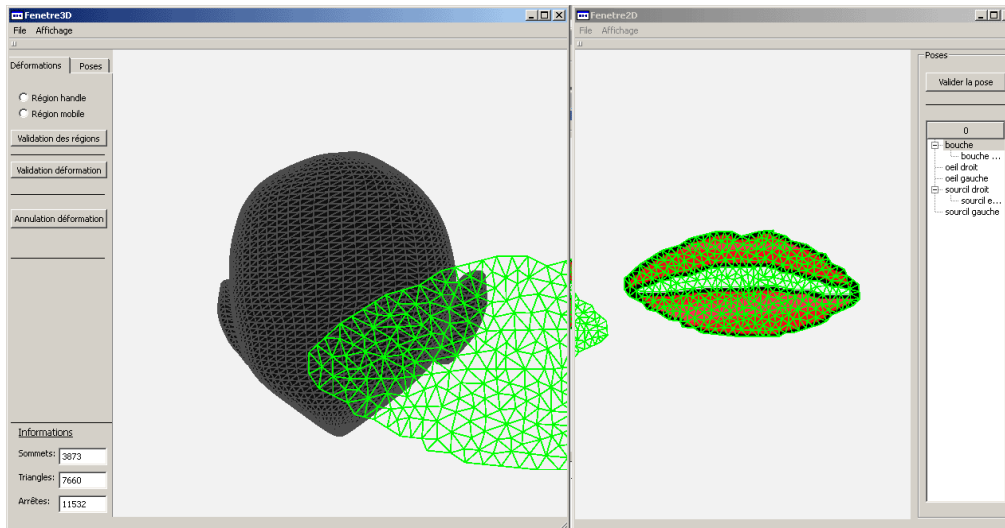 Fenetre3D
File Affichage
Déformations Poses
Région handle
Région mobile
Validation des régions
Validation déformation
Annulation déformation
Informations
Sommets: 3873
Triangles: 7660
Arrêtes: 11532
Fenetre2D
File Affichage
Poses
Valider la pose
0
bouche
bouche ...
oeil droit
oeil gauche
sourcil droit
sourcil e...
sourcil gauche